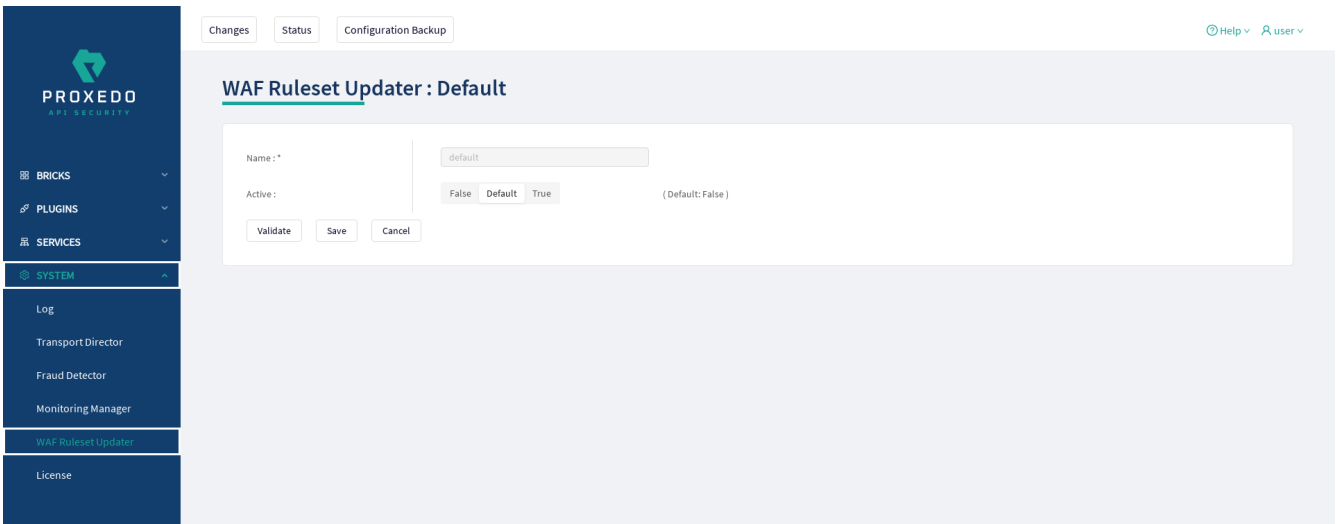 PROXEDO
API SECURITY
BRICKS
PLUGINS
SERVICES
SYSTEM
Log
Transport Director
Fraud Detector
Monitoring Manager
WAF Ruleset Updater
License
Changes Status Configuration Backup Help user
WAF Ruleset Updater : Default
Name : * default
Active : False Default True ( Default: False )
Validate Save Cancel